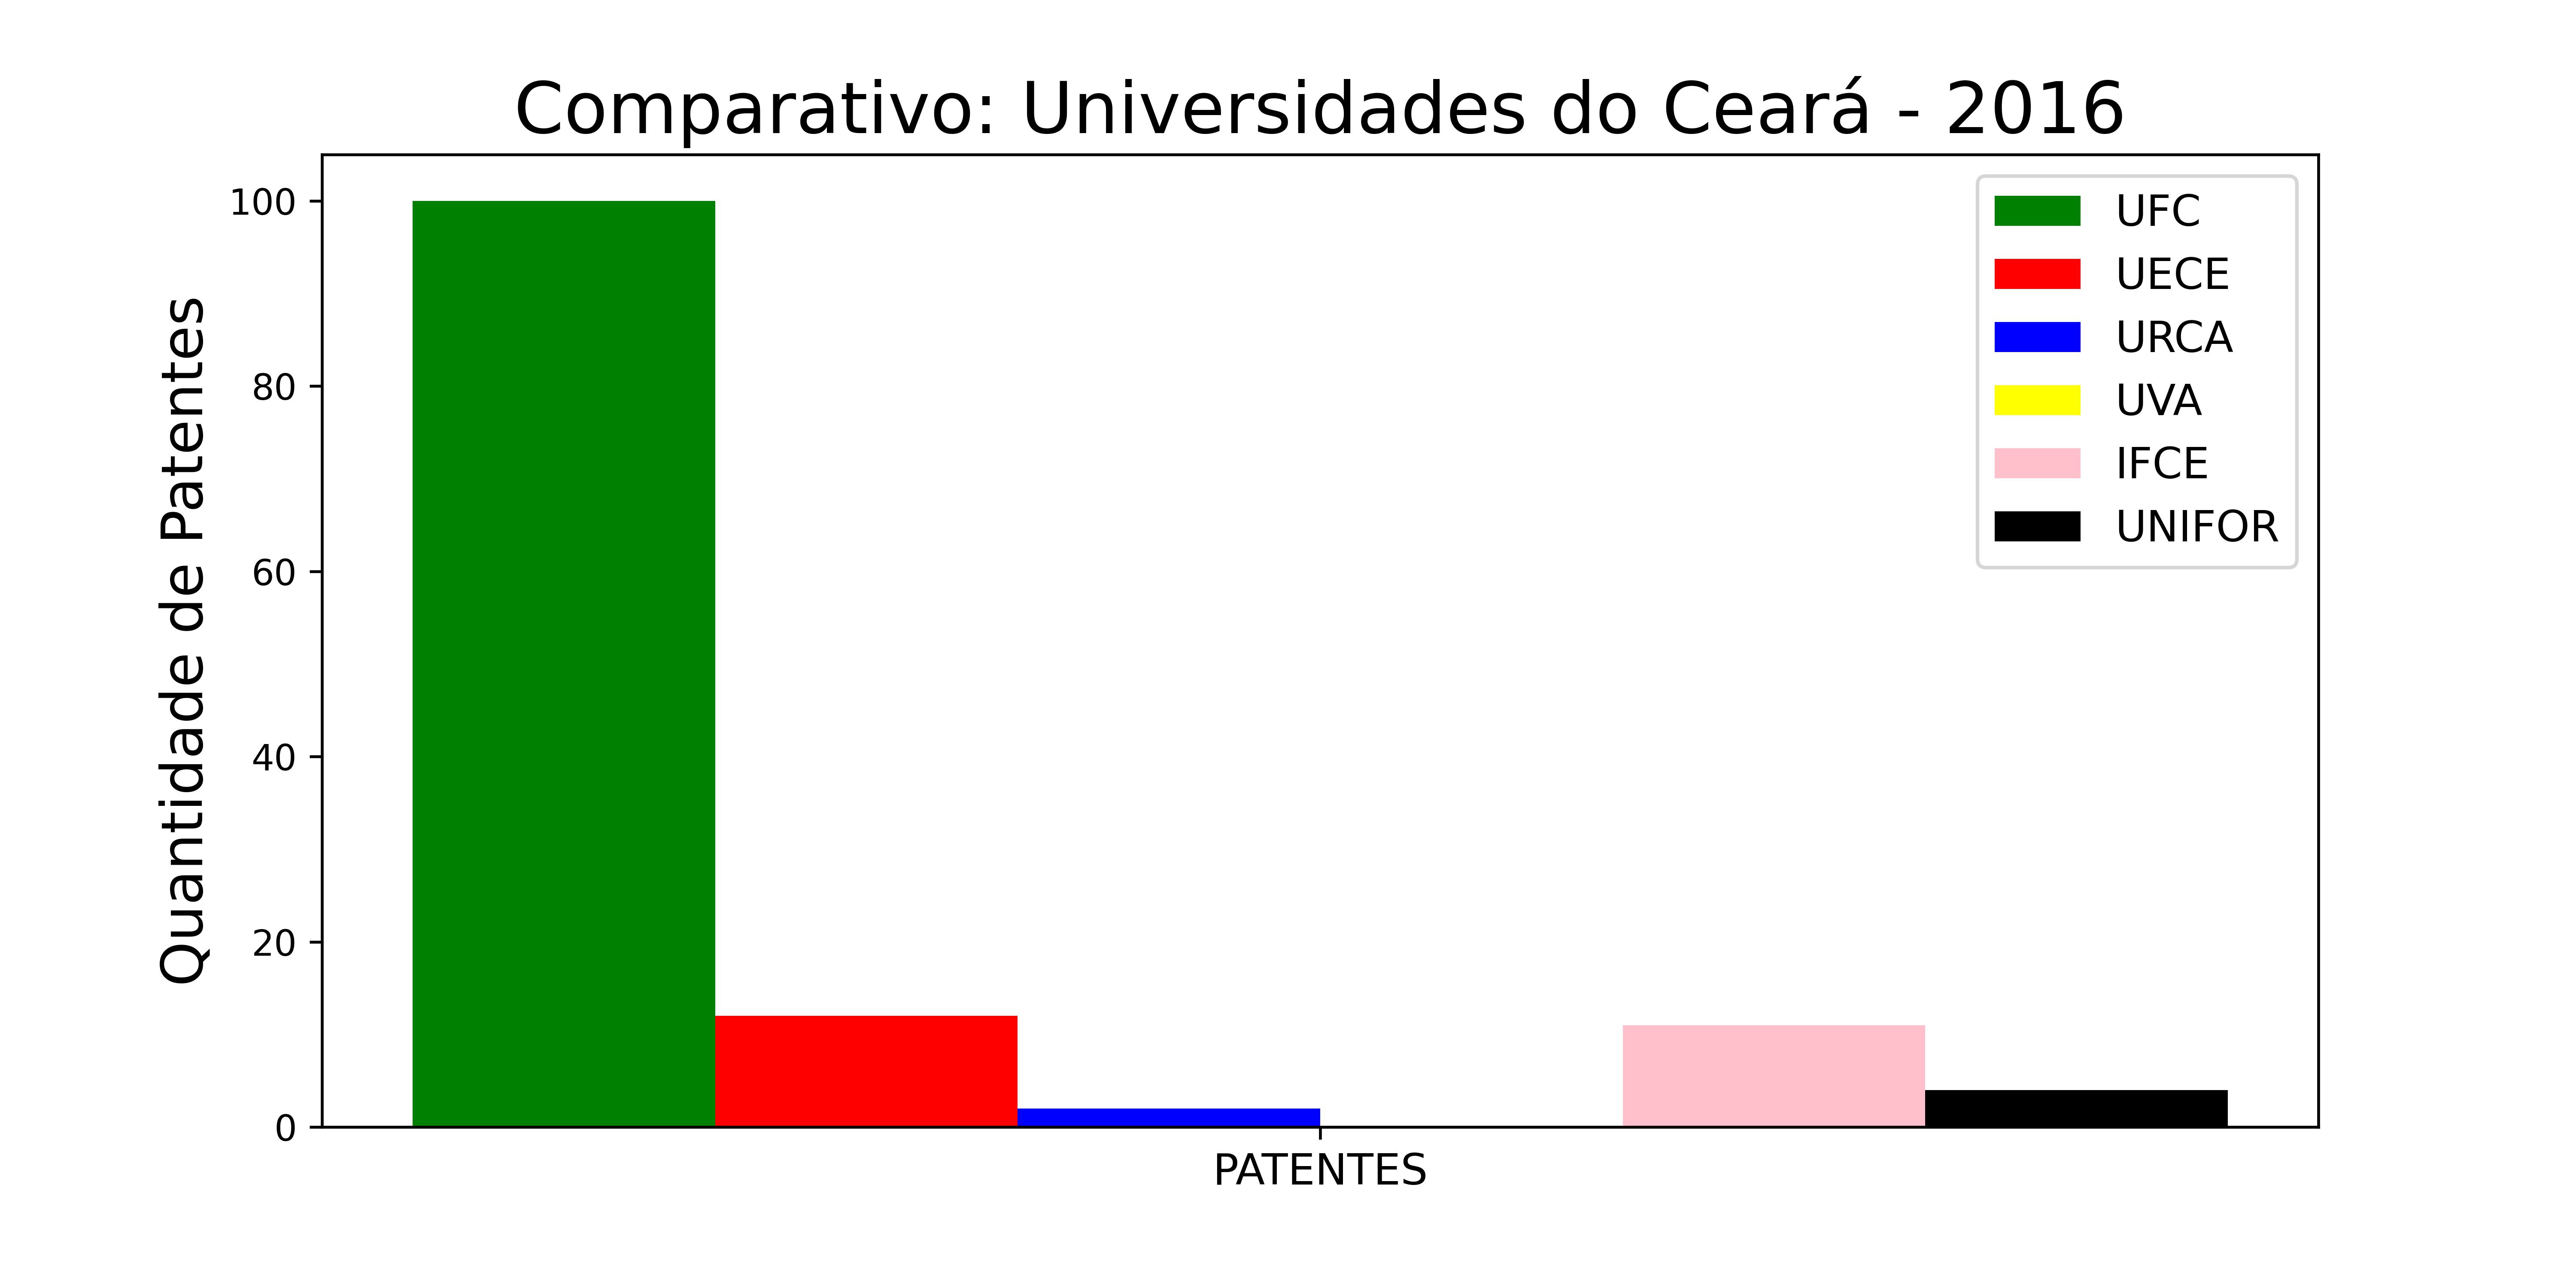 Comparativo: Universidades do Ceará - 2016
Quantidade de Patentes
100
80
60
40
20
0
PATENTES
UFC
UECE
URCA
UVA
IFCE
UNIFOR